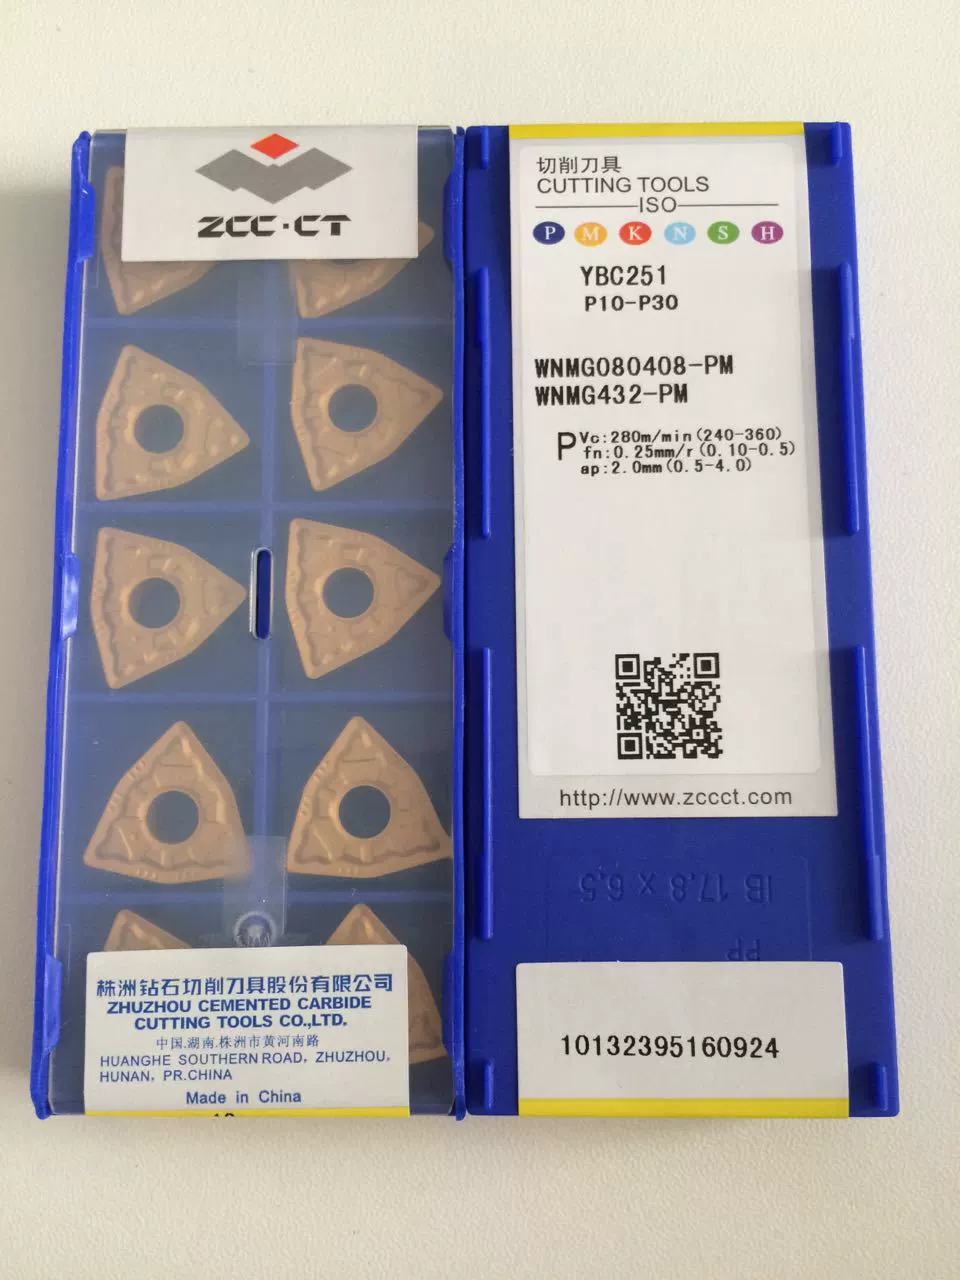 ZCC·CT
株洲钻石切削刀具股份有限公司
ZHUZHOU CEMENTED CARBIDE
CUTTING TOOLS CO.,LTD.
中国.湖南.株洲市黄河南路
HUANGHE SOUTHERN ROAD, ZHUZHOU,
HUNAN, PR.CHINA
Made in China
切削刀具
CUTTING TOOLS
ISO
P M K N S H
YBC251
P10-P30
WNMG080408-PM
WNMG432-PM
P Vc:280m/min(240-360)
fn:0.25mm/r(0.10-0.5)
ap:2.0mm(0.5-4.0)
http://www.zccct.com
IB 17,8 x 6,5
PP
10132395160924